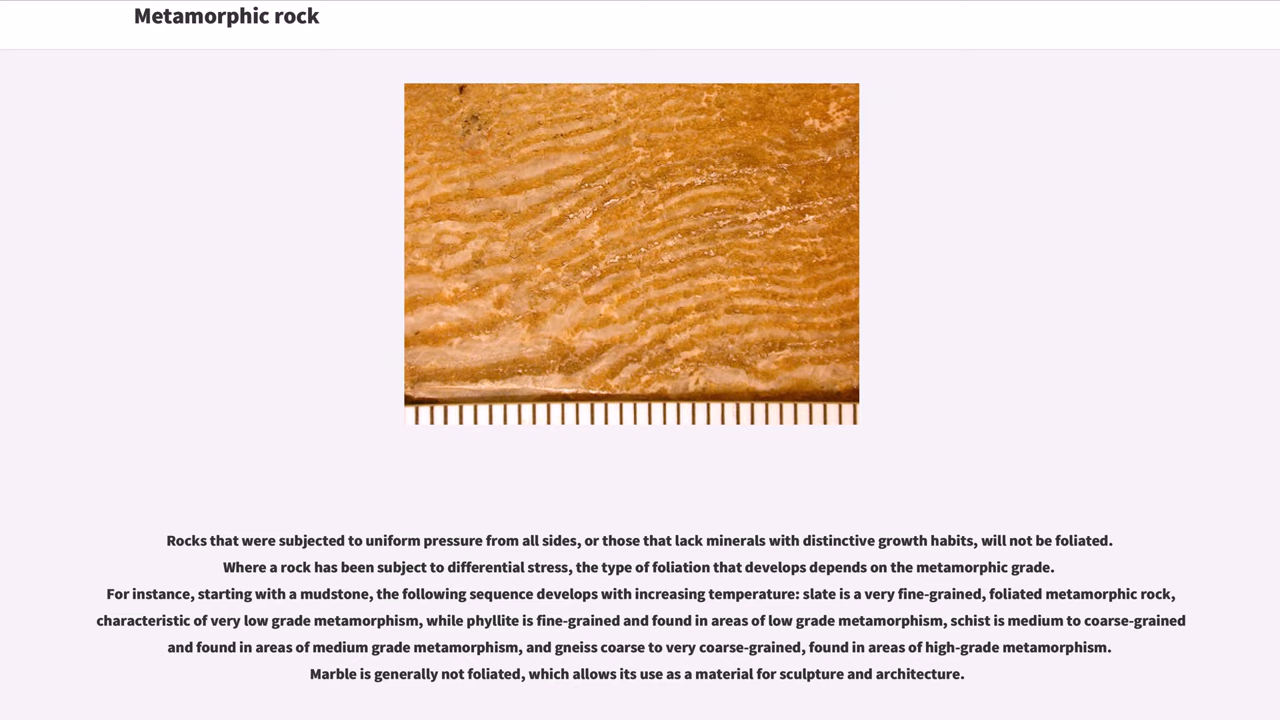 Metamorphic rock
Rocks that were subjected to uniform pressure from all sides, or those that lack minerals with distinctive growth habits, will not be foliated.
Where a rock has been subject to differential stress, the type of foliation that develops depends on the metamorphic grade.
For instance, starting with a mudstone, the following sequence develops with increasing temperature: slate is a very fine-grained, foliated metamorphic rock,
characteristic of very low grade metamorphism, while phyllite is fine-grained and found in areas of low grade metamorphism, schist is medium to coarse-grained
and found in areas of medium grade metamorphism, and gneiss coarse to very coarse-grained, found in areas of high-grade metamorphism.
Marble is generally not foliated, which allows its use as a material for sculpture and architecture.